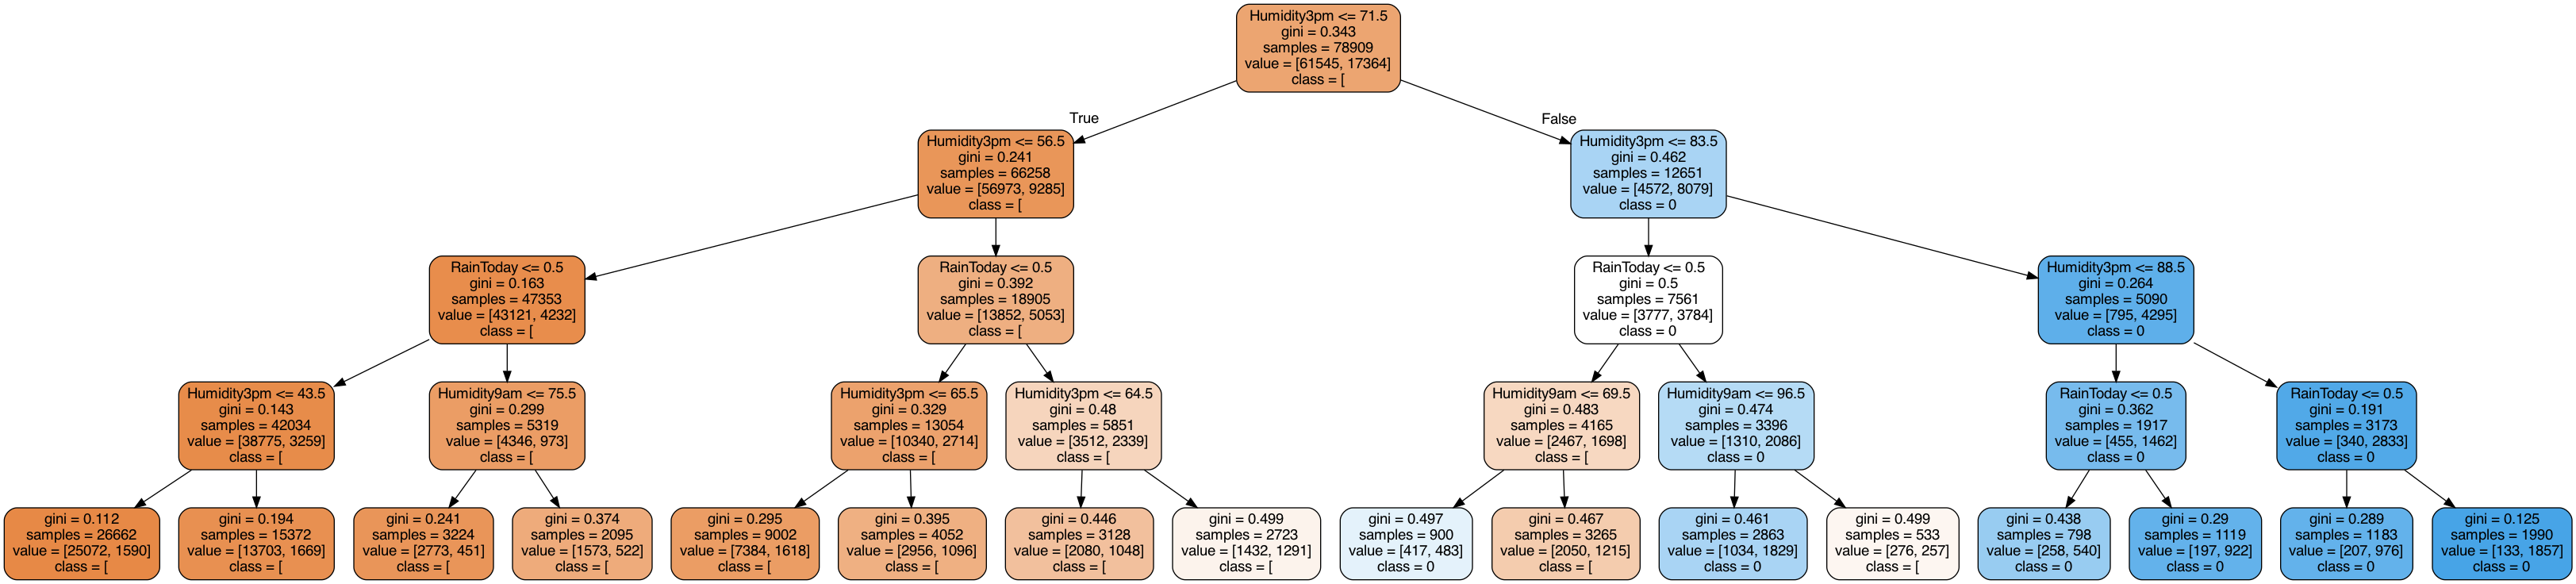 Humidity3pm <= 71.5
gini = 0.343
samples = 78909
value = [61545, 17364]
class = [
True
False
Humidity3pm <= 56.5
gini = 0.241
samples = 66258
value = [56973, 9285]
class = [
Humidity3pm <= 83.5
gini = 0.462
samples = 12651
value = [4572, 8079]
class = 0
RainToday <= 0.5
gini = 0.163
samples = 47353
value = [43121, 4232]
class = [
RainToday <= 0.5
gini = 0.392
samples = 18905
value = [13852, 5053]
class = [
RainToday <= 0.5
gini = 0.5
samples = 7561
value = [3777, 3784]
class = 0
Humidity3pm <= 88.5
gini = 0.264
samples = 5090
value = [795, 4295]
class = 0
Humidity3pm <= 43.5
gini = 0.143
samples = 42034
value = [38775, 3259]
class = [
Humidity9am <= 75.5
gini = 0.299
samples = 5319
value = [4346, 973]
class = [
Humidity3pm <= 65.5
gini = 0.329
samples = 13054
value = [10340, 2714]
class = [
Humidity3pm <= 64.5
gini = 0.48
samples = 5851
value = [3512, 2339]
class = [
Humidity9am <= 69.5
gini = 0.483
samples = 4165
value = [2467, 1698]
class = [
Humidity9am <= 96.5
gini = 0.474
samples = 3396
value = [1310, 2086]
class = 0
RainToday <= 0.5
gini = 0.362
samples = 1917
value = [455, 1462]
class = 0
RainToday <= 0.5
gini = 0.191
samples = 3173
value = [340, 2833]
class = 0
gini = 0.112
samples = 26662
value = [25072, 1590]
class = [
gini = 0.194
samples = 15372
value = [13703, 1669]
class = [
gini = 0.241
samples = 3224
value = [2773, 451]
class = [
gini = 0.374
samples = 2095
value = [1573, 522]
class = [
gini = 0.295
samples = 9002
value = [7384, 1618]
class = [
gini = 0.395
samples = 4052
value = [2956, 1096]
class = [
gini = 0.446
samples = 3128
value = [2080, 1048]
class = [
gini = 0.499
samples = 2723
value = [1432, 1291]
class = [
gini = 0.497
samples = 900
value = [417, 483]
class = 0
gini = 0.467
samples = 3265
value = [2050, 1215]
class = [
gini = 0.461
samples = 2863
value = [1034, 1829]
class = 0
gini = 0.499
samples = 533
value = [276, 257]
class = [
gini = 0.438
samples = 798
value = [258, 540]
class = 0
gini = 0.29
samples = 1119
value = [197, 922]
class = 0
gini = 0.289
samples = 1183
value = [207, 976]
class = 0
gini = 0.125
samples = 1990
value = [133, 1857]
class = 0